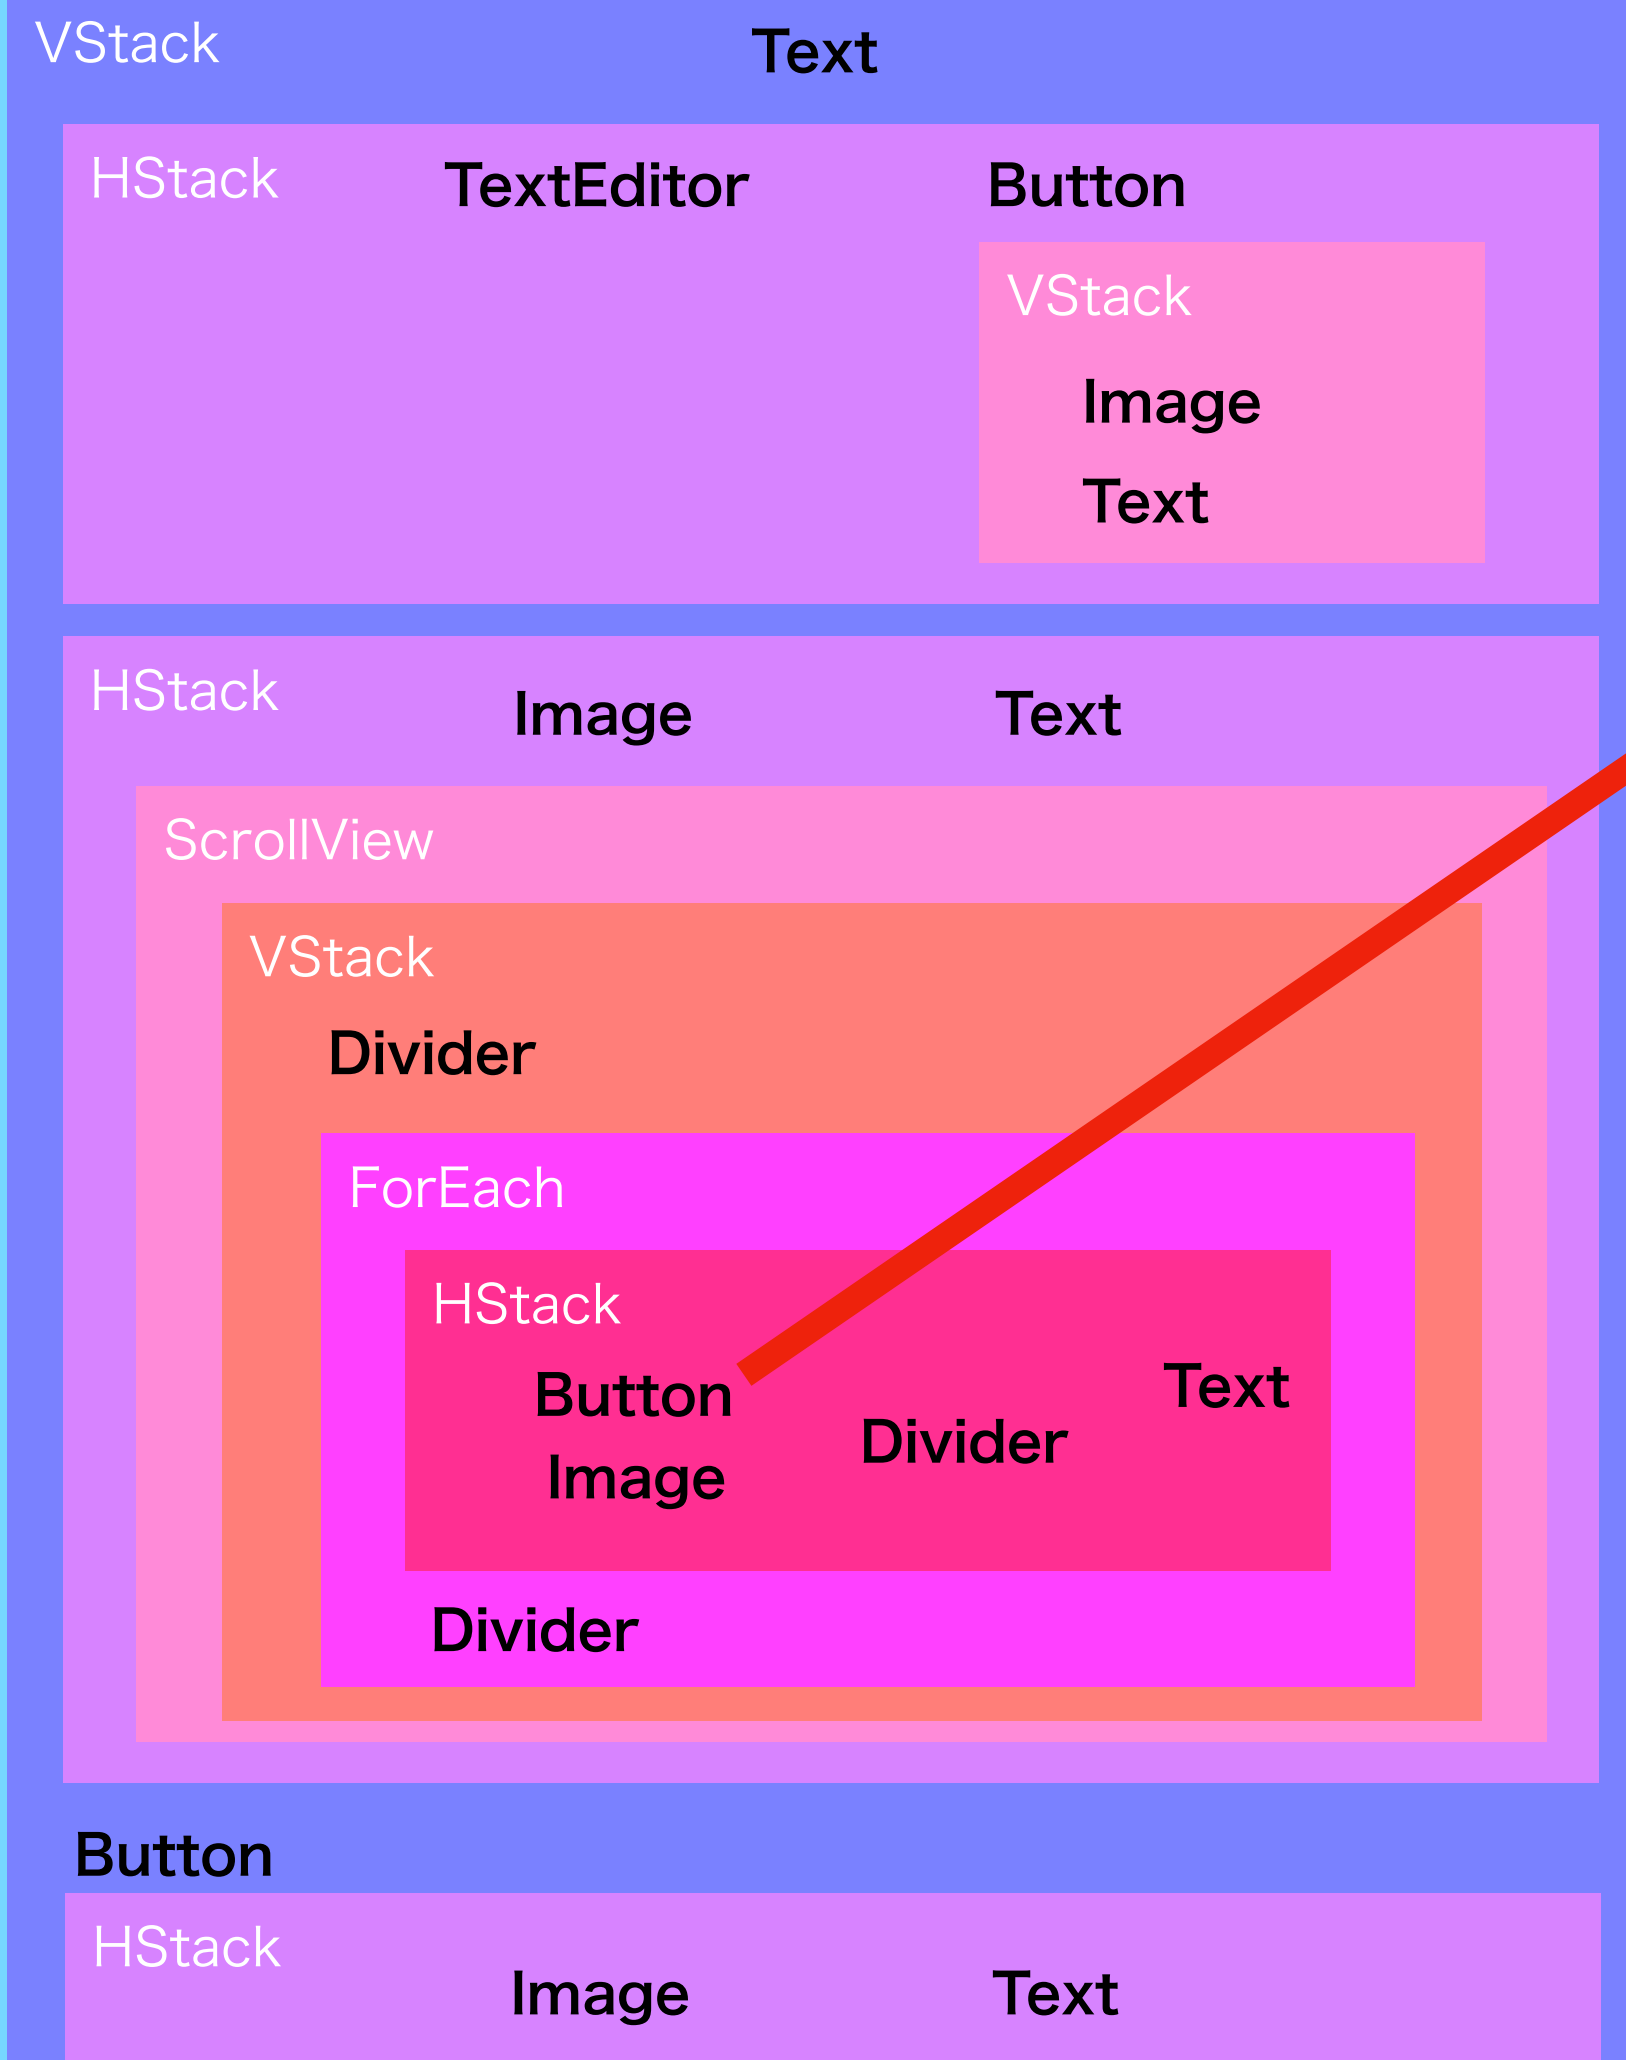 VStack
Text
HStack
TextEditor
Button
VStack
Image
Text
HStack
Image
Text
ScrollView
VStack
Divider
ForEach
HStack
Button
Image
Divider
Text
Divider
Button
HStack
Image
Text